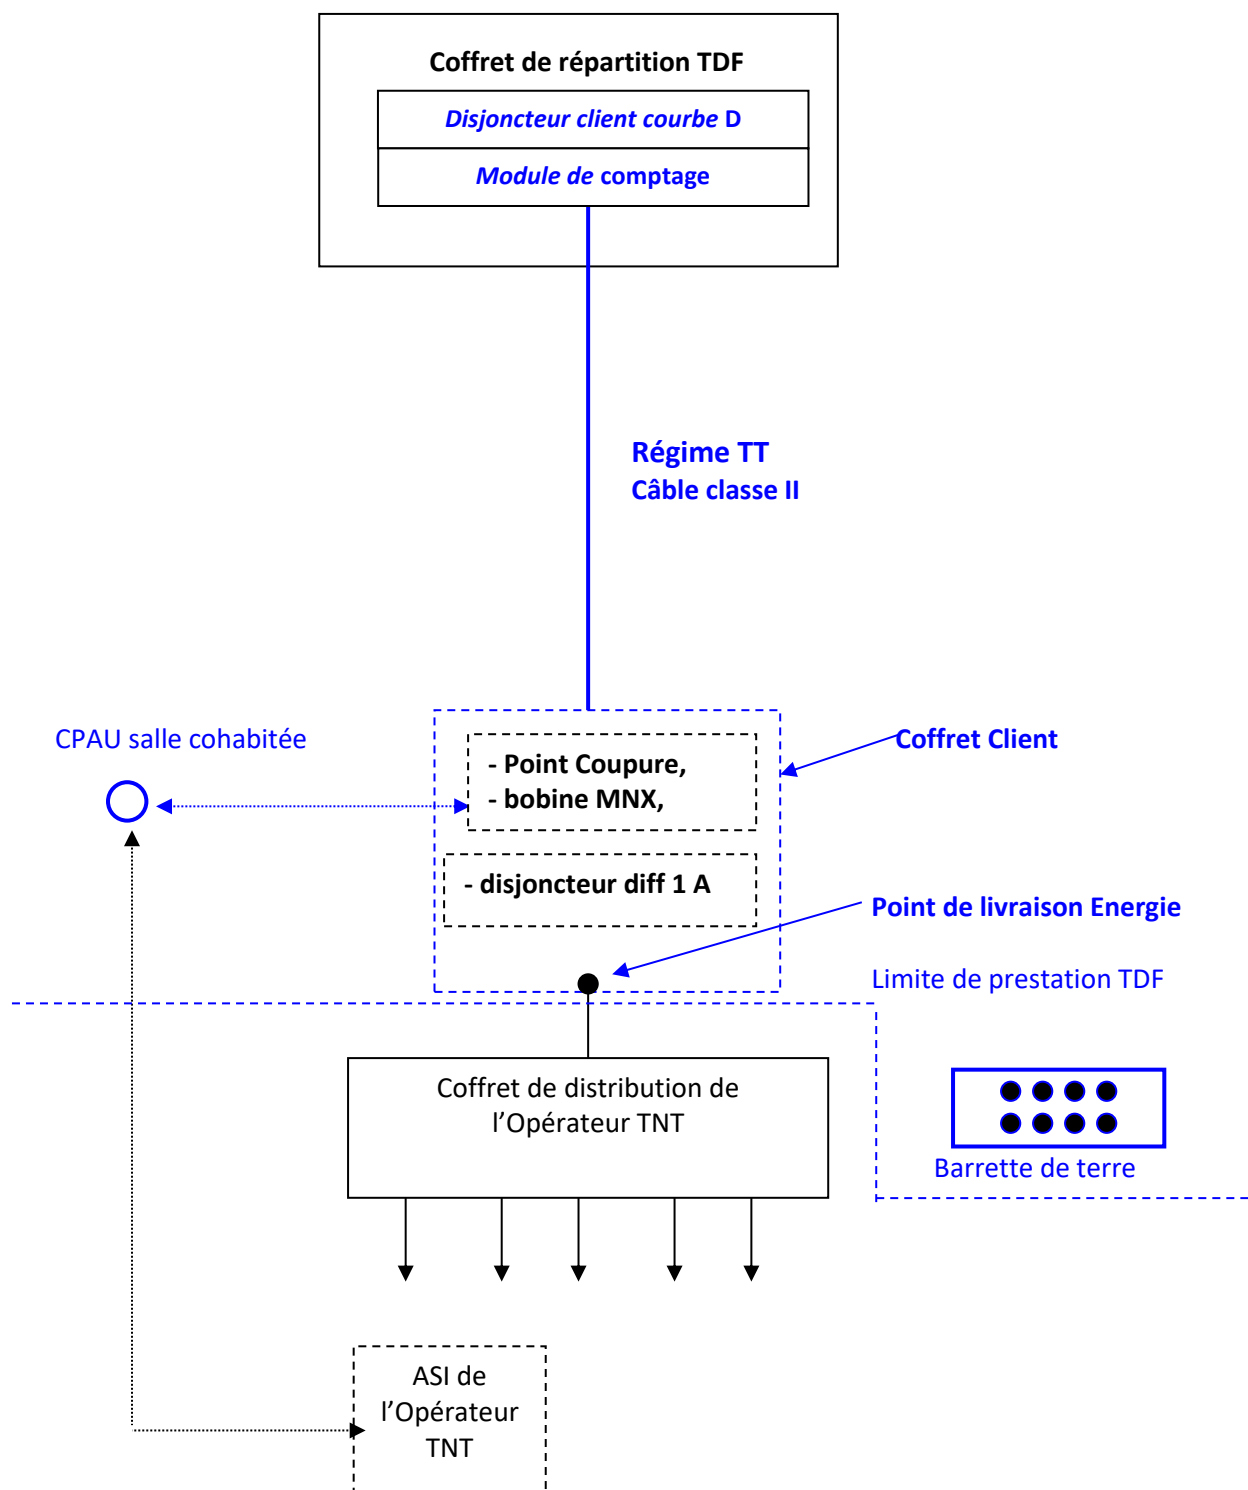 Coffret de répartition TDF
Disjoncteur client courbe D
Module de comptage
Régime TT
Câble classe II
CPAU salle cohabitée
Coffret Client
- Point Coupure,
- bobine MNX,
- disjoncteur diff 1 A
Point de livraison Energie
Limite de prestation TDF
Coffret de distribution de
l’Opérateur TNT
Barrette de terre
ASI de
l’Opérateur
TNT